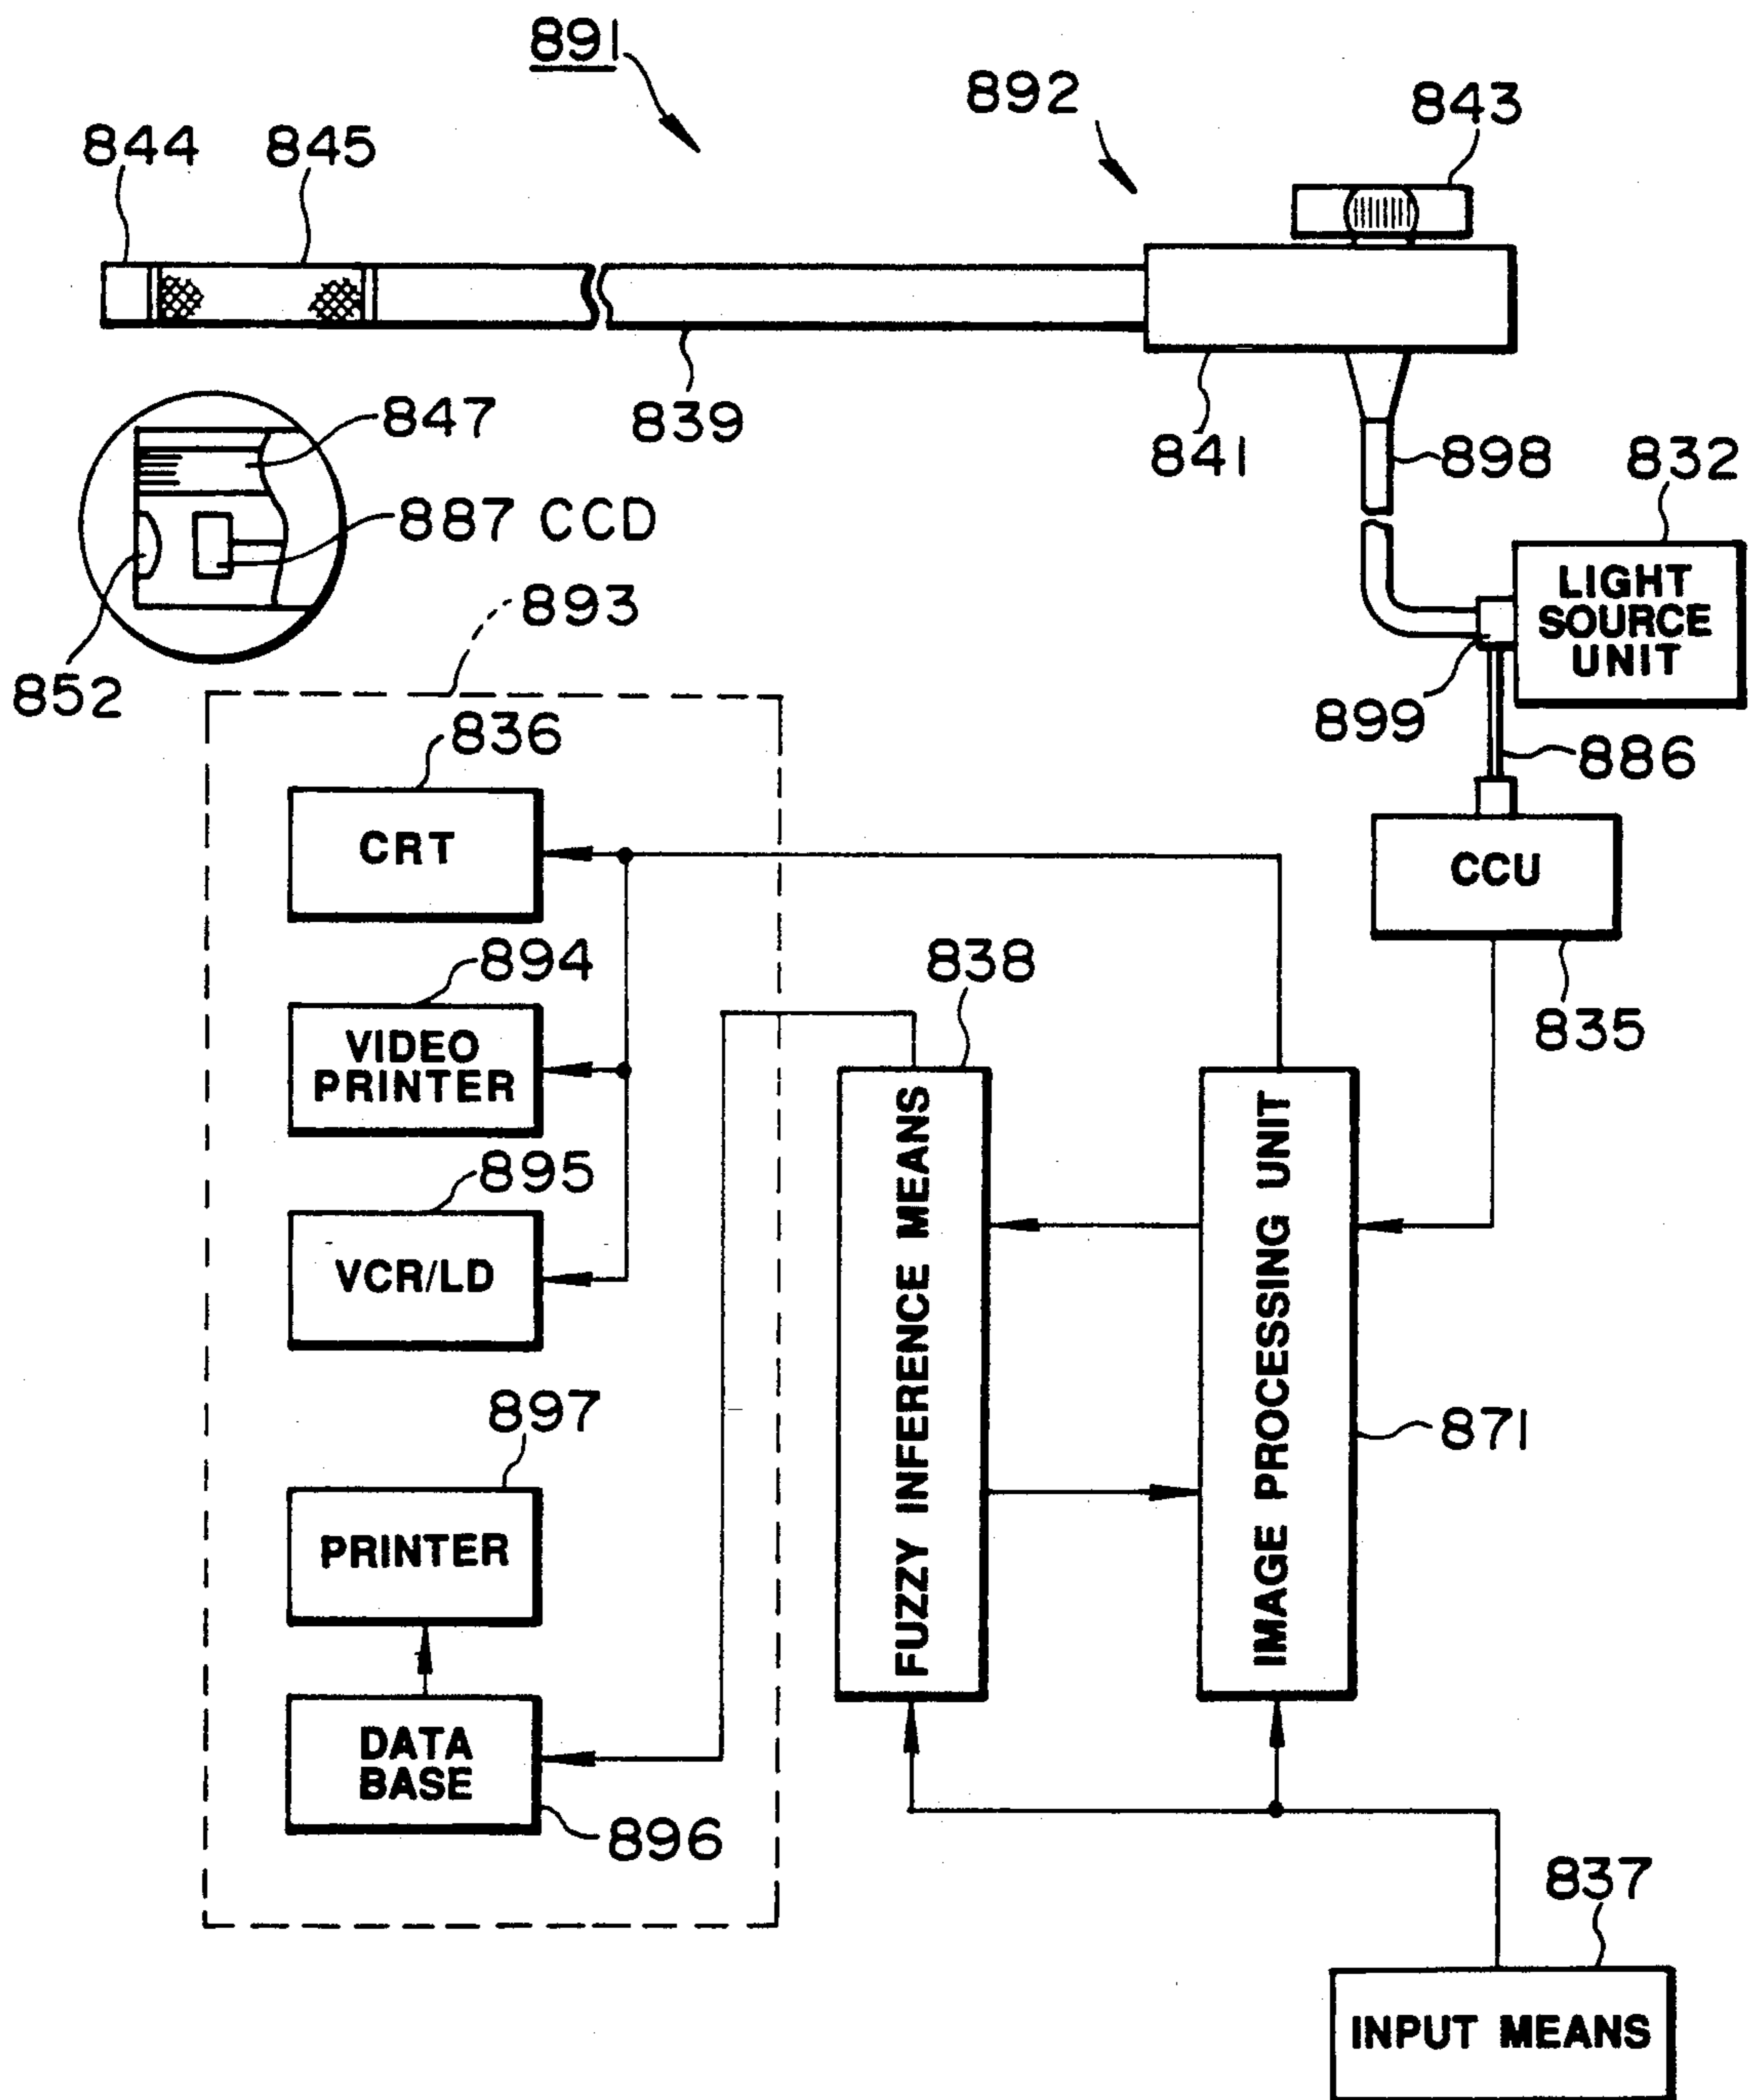 891
892
843
844
845
847
839
841
898
832
887 CCD
LIGHT
SOURCE
UNIT
893
852
899
886
836
CRT
CCU
894
838
835
VIDEO
PRINTER
895
VCR/LD
FUZZY INFERENCE MEANS
IMAGE PROCESSING UNIT
897
871
PRINTER
DATA
BASE
896
837
INPUT MEANS